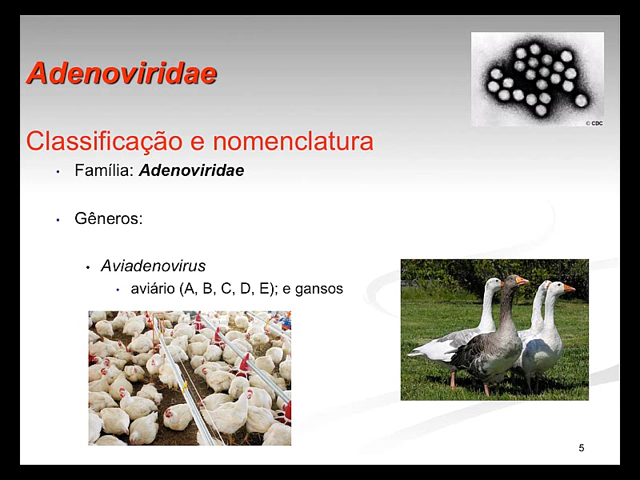 Adenoviridae
© CDC
Classificação e nomenclatura
• Família: Adenoviridae
• Gêneros:
• Aviadenovirus
• aviário (A, B, C, D, E); e gansos
5